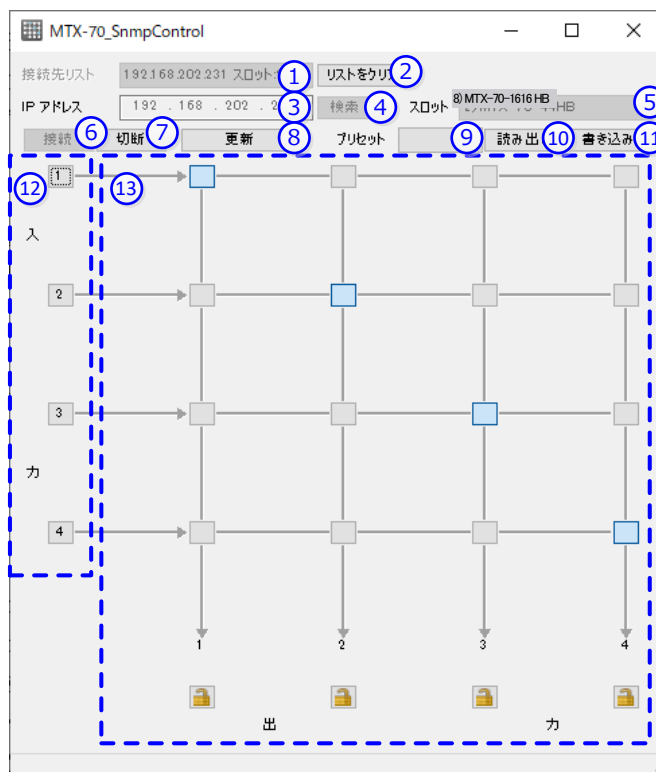 MTX-70_SnmpControl
接続先リスト 192.168.202.231 スロット 1 リストをクリア 2
IP アドレス 192 . 168 . 202 . 2 3 検索 4 スロット 8) MTX-70-1616 HB HB 5
接続 6 切断 7 更新 8 プリセット 9 読み出 10 書き込み 11
12 1 13
入
2
3
力
4
1 2 3 4
出 力